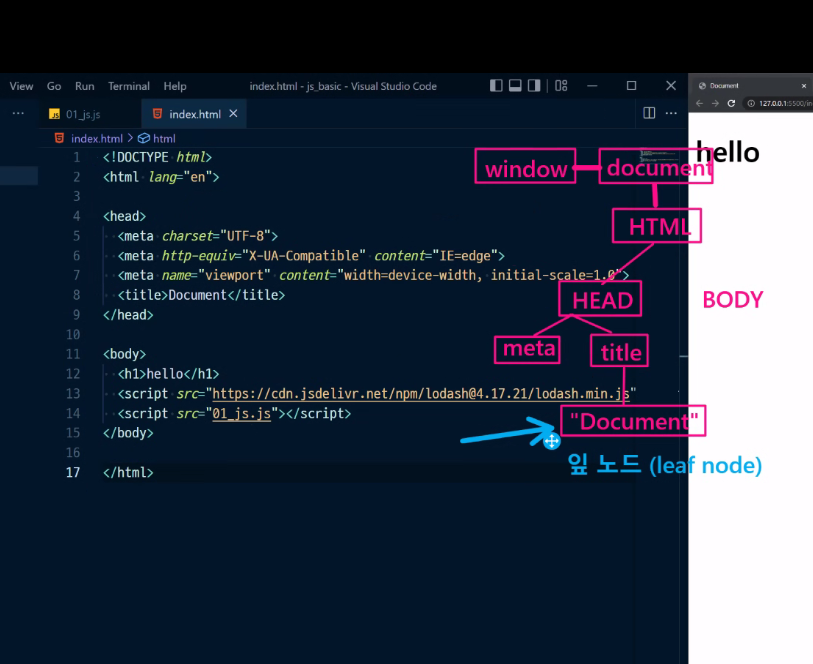 View Go Run Terminal Help index.html - js_basic - Visual Studio Code
Document
... 01_js.js index.html
127.0.0.1:5500/in
index.html > html
1 <!DOCTYPE html>
2 <html lang="en">
3
4 <head>
5 <meta charset="UTF-8">
6 <meta http-equiv="X-UA-Compatible" content="IE=edge">
7 <meta name="viewport" content="width=device-width, initial-scale=1.0">
8 <title>Document</title>
9 </head>
10
11 <body>
12 <h1>hello</h1>
13 <script src="https://cdn.jsdelivr.net/npm/lodash@4.17.21/lodash.min.js"
14 <script src="01_js.js"></script>
15 </body>
16
17 </html>
hello
window document
HTML
HEAD BODY
meta title
"Document"
잎 노드 (leaf node)